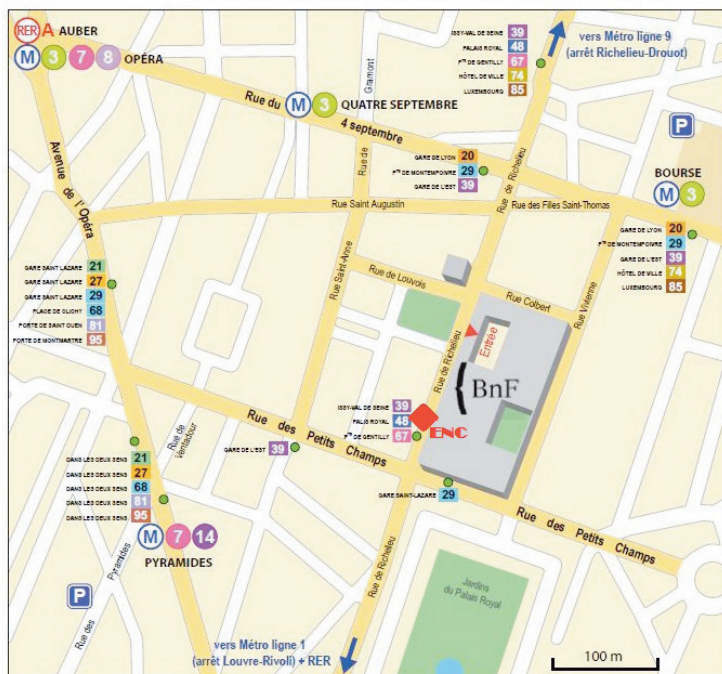 RER A AUBER
M 3 7 8 OPÉRA
ISSY-VAL DE SEINE 39
PALAIS ROYAL 48
Pte DE GENTILLY 67
HÔTEL DE VILLE 74
LUXEMBOURG 85
vers Métro ligne 9
(arrêt Richelieu-Drouot)
Rue du M 3 QUATRE SEPTEMBRE
4 septembre
Rue de
Gramont
P
Avenue de l'Opéra
GARE DE LYON 20
Pte DE MONTEMPOIVRE 29
GARE DE L'EST 39
Rue de Richelieu
BOURSE
M 3
Rue Saint Augustin
Rue des Filles Saint-Thomas
GARE DE LYON 20
Pte DE MONTEMPOIVRE 29
GARE DE L'EST 39
HÔTEL DE VILLE 74
LUXEMBOURG 85
GARE SAINT LAZARE 21
GARE SAINT LAZARE 27
GARE SAINT LAZARE 29
PLACE DE CLICHY 68
PORTE DE SAINT OUEN 81
PORTE DE MONTMARTRE 95
Rue Saint-Anne
Rue de Louvois
Rue Colbert
Rue Vivienne
Entrée
Rue de Richelieu
BnF
ISSY-VAL DE SEINE 39
PALIS ROYAL 48
Pte DE GENTILLY 67
ENC
Rue des Petits Champs
Rue de Ventadour
GARE DE L'EST 39
DANS LES DEUX SENS 21
DANS LES DEUX SENS 27
DANS LES DEUX SENS 68
DANS LES DEUX SENS 81
DANS LES DEUX SENS 95
GARE SAINT-LAZARE 29
Rue des Petits Champs
M 7 14
PYRAMIDES
Rue des Pyramides
P
Rue de Richelieu
Jardins
du Palais Royal
vers Métro ligne 1
(arrêt Louvre-Rivoli) + RER
100 m